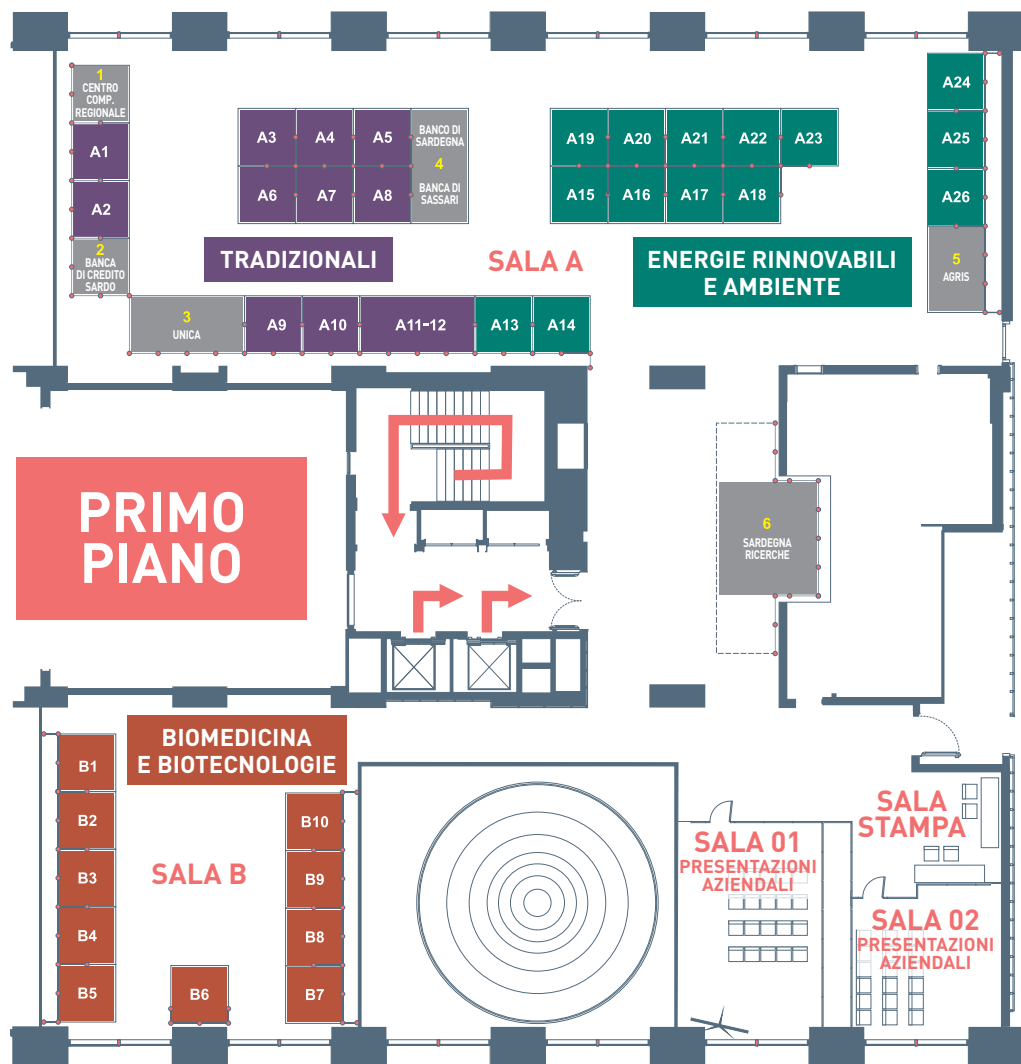 1
CENTRO
COMP.
REGIONALE
A1
A2
2
BANCA
DI CREDITO
SARDO
A3
A4
A5
BANCO DI
SARDEGNA
4
A6
A7
A8
BANCA DI
SASSARI
A19
A20
A21
A22
A23
A15
A16
A17
A18
A24
A25
A26
5
AGRIS
TRADIZIONALI
SALA A
ENERGIE RINNOVABILI
E AMBIENTE
3
UNICA
A9
A10
A11-12
A13
A14
PRIMO
PIANO
6
SARDEGNA
RICERCHE
BIOMEDICINA
E BIOTECNOLOGIE
B1
B2
B3
B4
B5
SALA B
B6
B10
B9
B8
B7
SALA 01
PRESENTAZIONI
AZIENDALI
SALA
STAMPA
SALA 02
PRESENTAZIONI
AZIENDALI